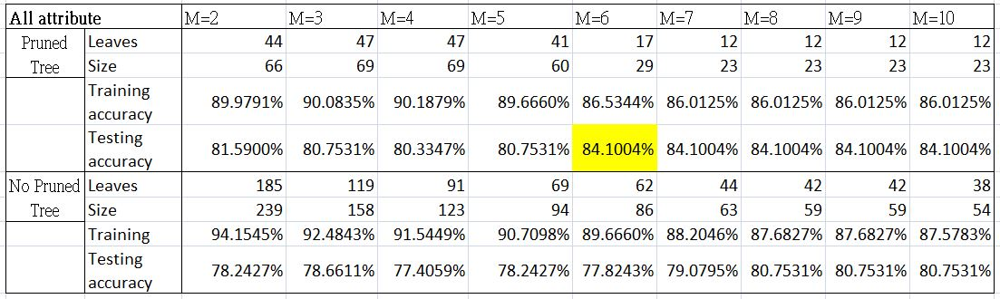 All attribute M=2 M=3 M=4 M=5 M=6 M=7 M=8 M=9 M=10
Pruned Tree Leaves 44 47 47 41 17 12 12 12 12
Size 66 69 69 60 29 23 23 23 23
Training accuracy 89.9791% 90.0835% 90.1879% 89.6660% 86.5344% 86.0125% 86.0125% 86.0125% 86.0125%
Testing accuracy 81.5900% 80.7531% 80.3347% 80.7531% 84.1004% 84.1004% 84.1004% 84.1004% 84.1004%
No Pruned Tree Leaves 185 119 91 69 62 44 42 42 38
Size 239 158 123 94 86 63 59 59 54
Training 94.1545% 92.4843% 91.5449% 90.7098% 89.6660% 88.2046% 87.6827% 87.6827% 87.5783%
Testing accuracy 78.2427% 78.6611% 77.4059% 78.2427% 77.8243% 79.0795% 80.7531% 80.7531% 80.7531%